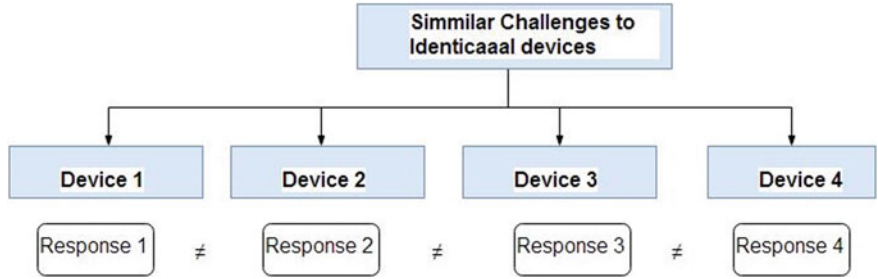 Simmilar Challenges to
Identicaaal devices
Device 1 Device 2 Device 3 Device 4
Response 1 ≠ Response 2 ≠ Response 3 ≠ Response 4